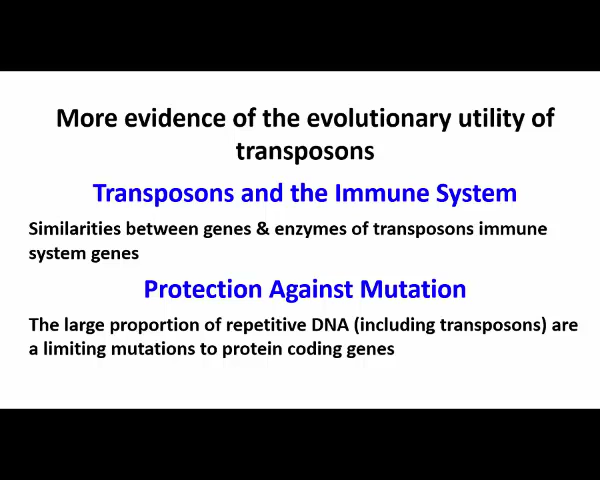 More evidence of the evolutionary utility of
transposons
Transposons and the Immune System
Similarities between genes & enzymes of transposons immune
system genes
Protection Against Mutation
The large proportion of repetitive DNA (including transposons) are
a limiting mutations to protein coding genes